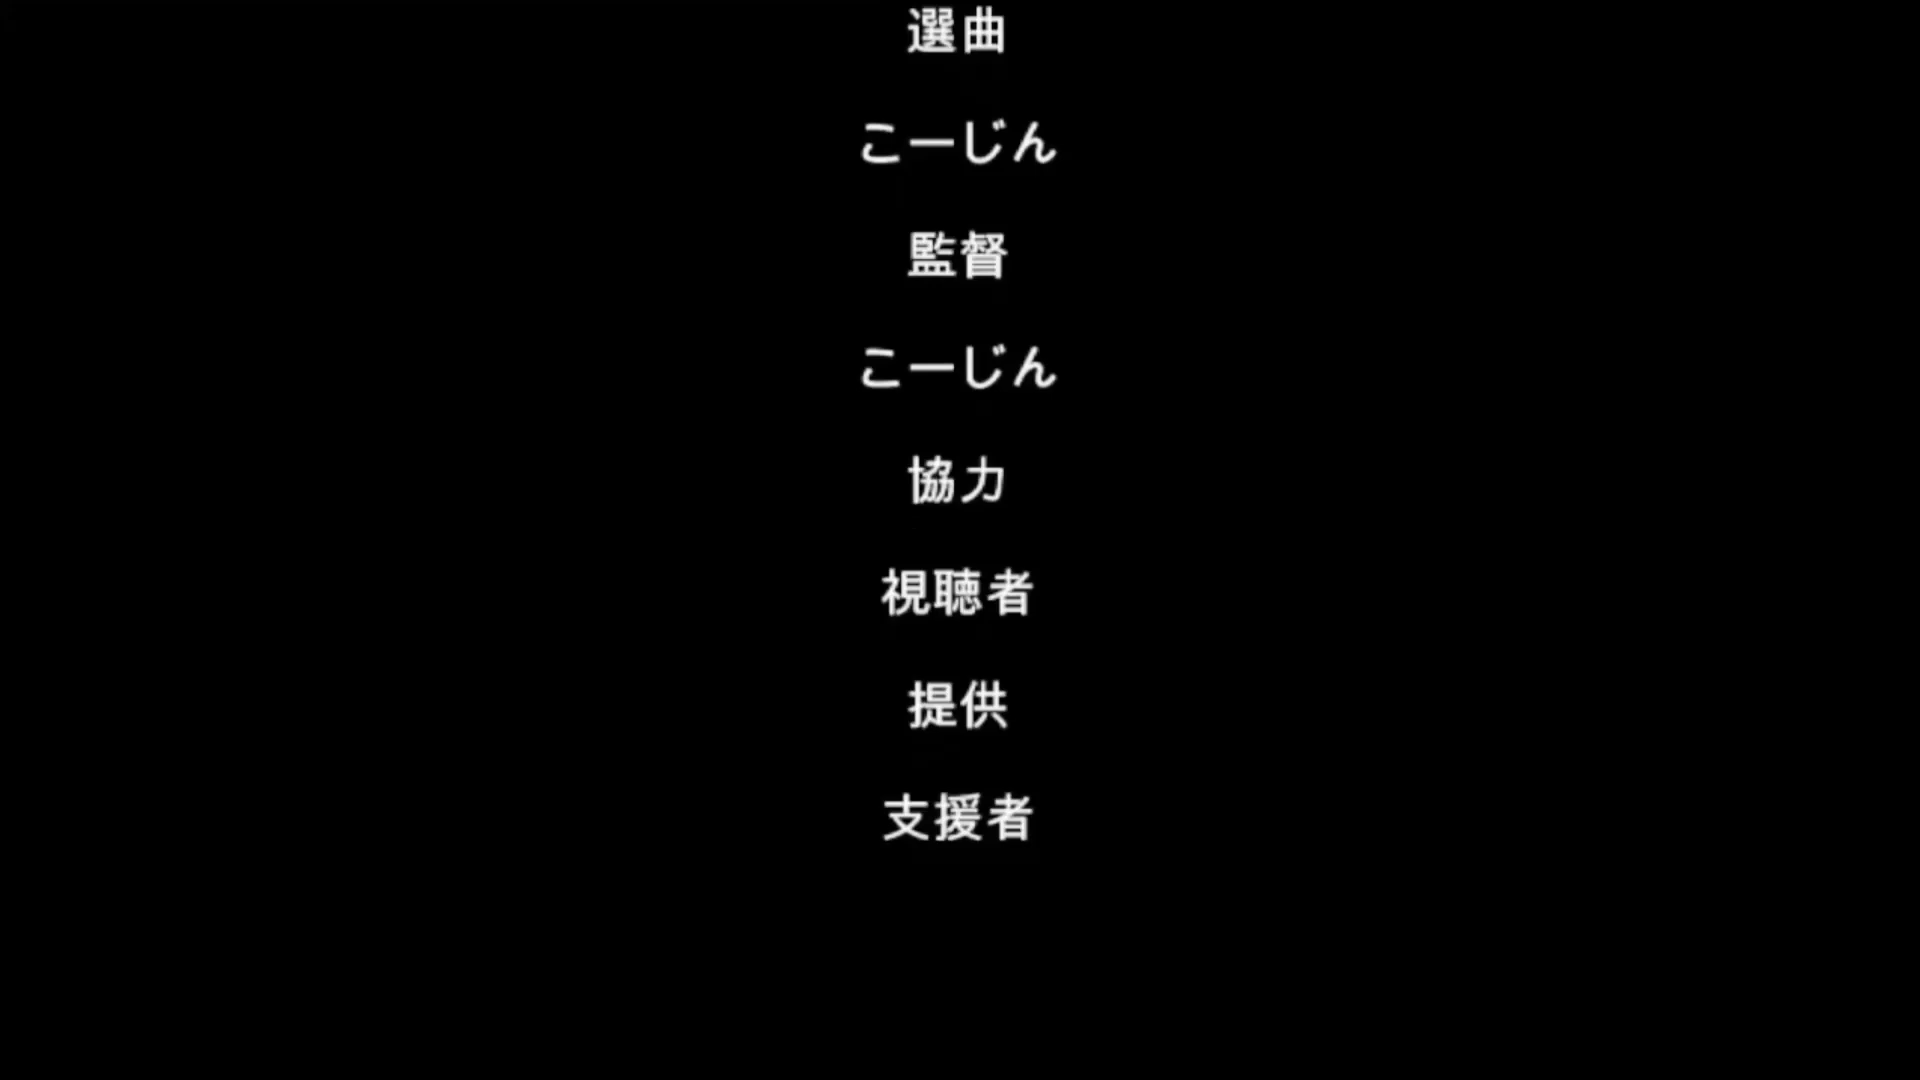 選曲
こーじん
監督
こーじん
協力
視聴者
提供
支援者